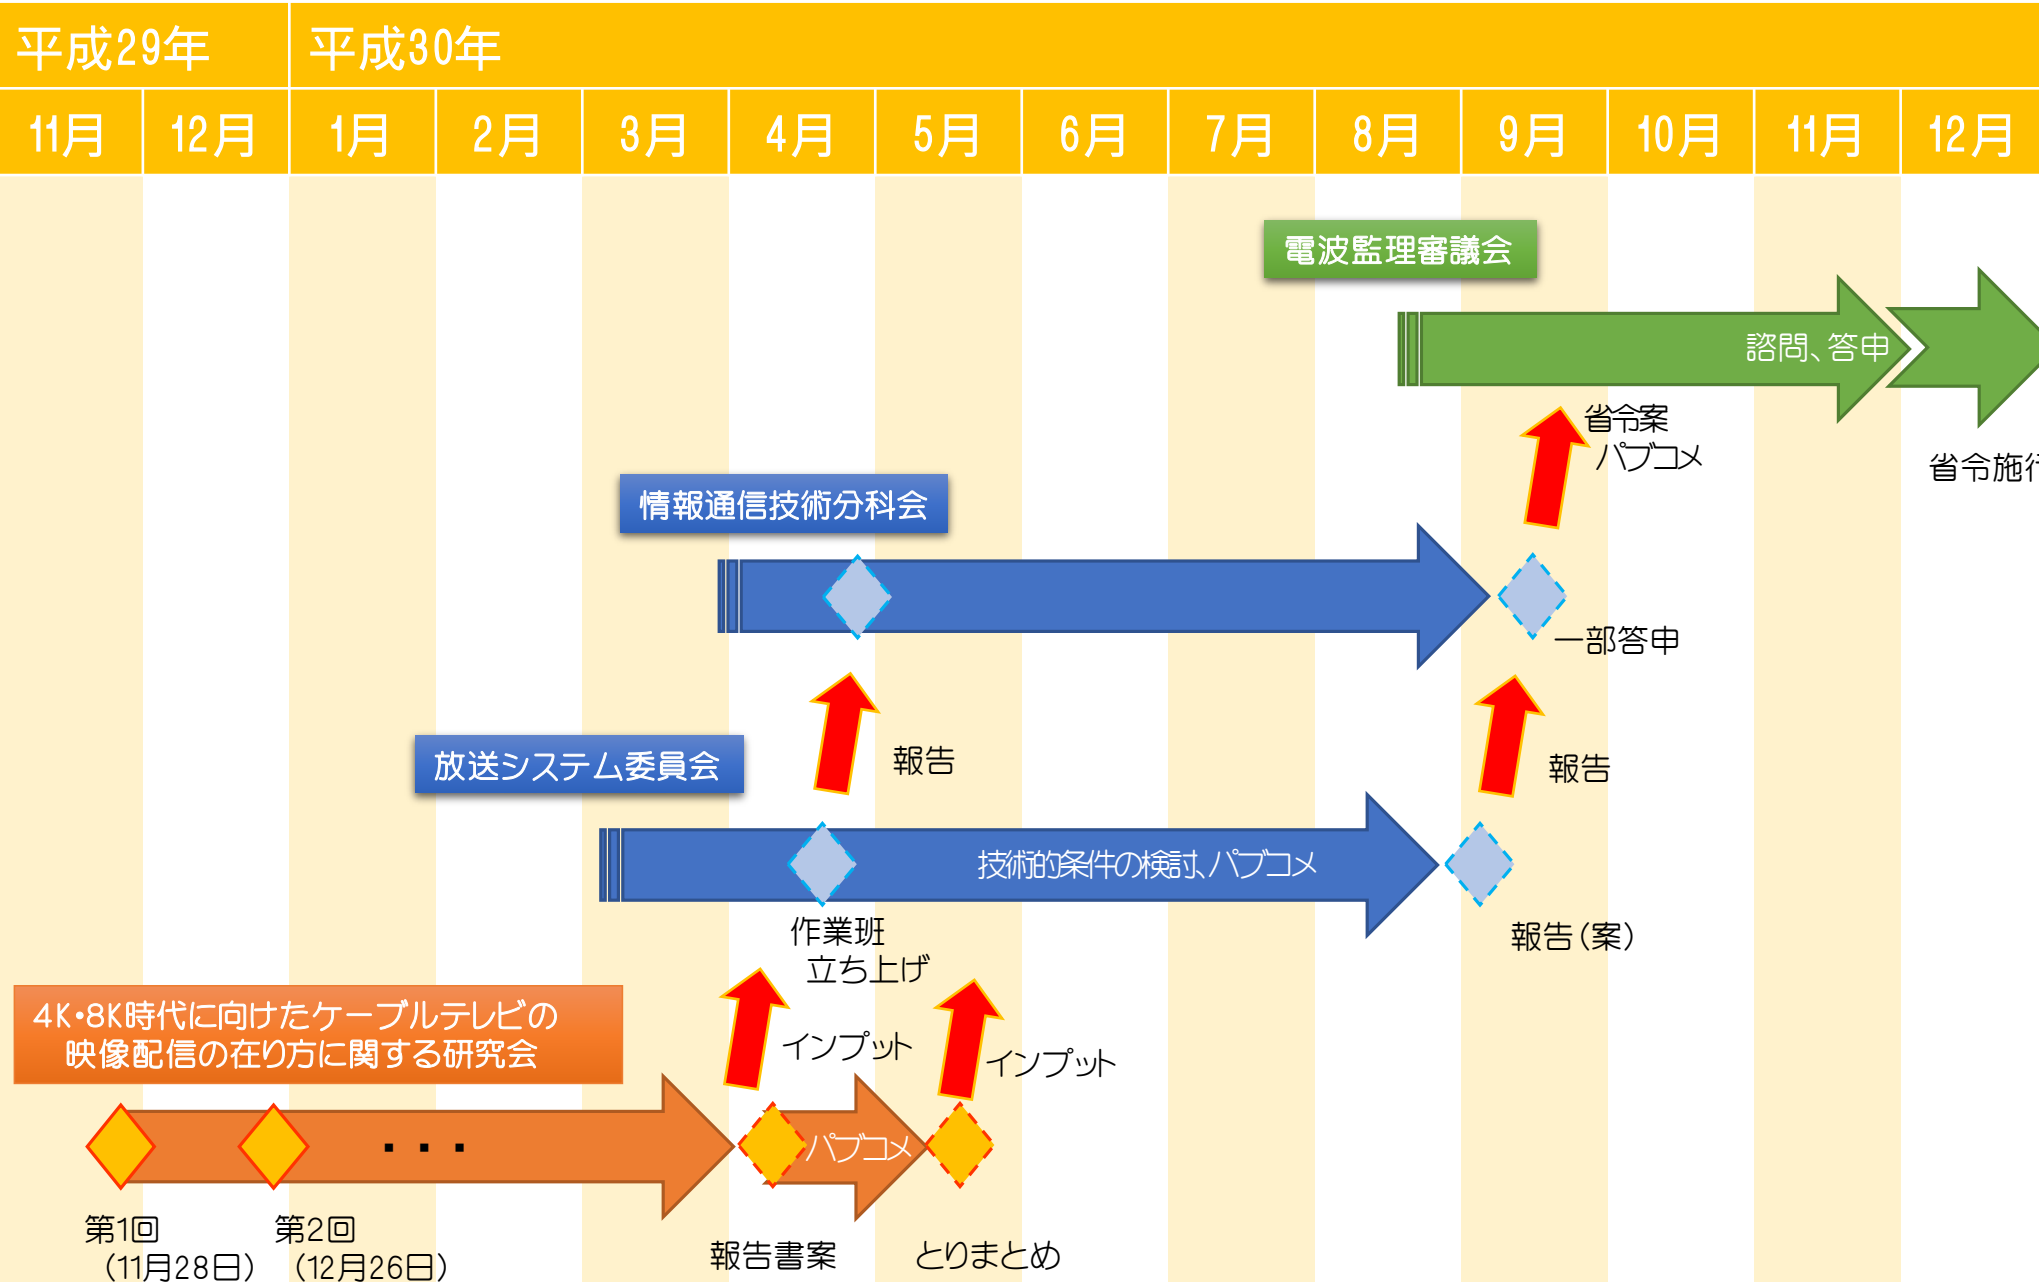 平成29年
平成30年
11月
12月
1月
2月
3月
4月
5月
6月
7月
8月
9月
10月
11月
12月
電波監理審議会
諮問、答申
省令案
パブコメ
省令施行
情報通信技術分科会
一部答申
放送システム委員会
報告
報告
技術的条件の検討、パブコメ
作業班
立ち上げ
報告(案)
4K・8K時代に向けたケーブルテレビの
映像配信の在り方に関する研究会
インプット
インプット
・・・
パブコメ
第1回
(11月28日)
第2回
(12月26日)
報告書案
とりまとめ